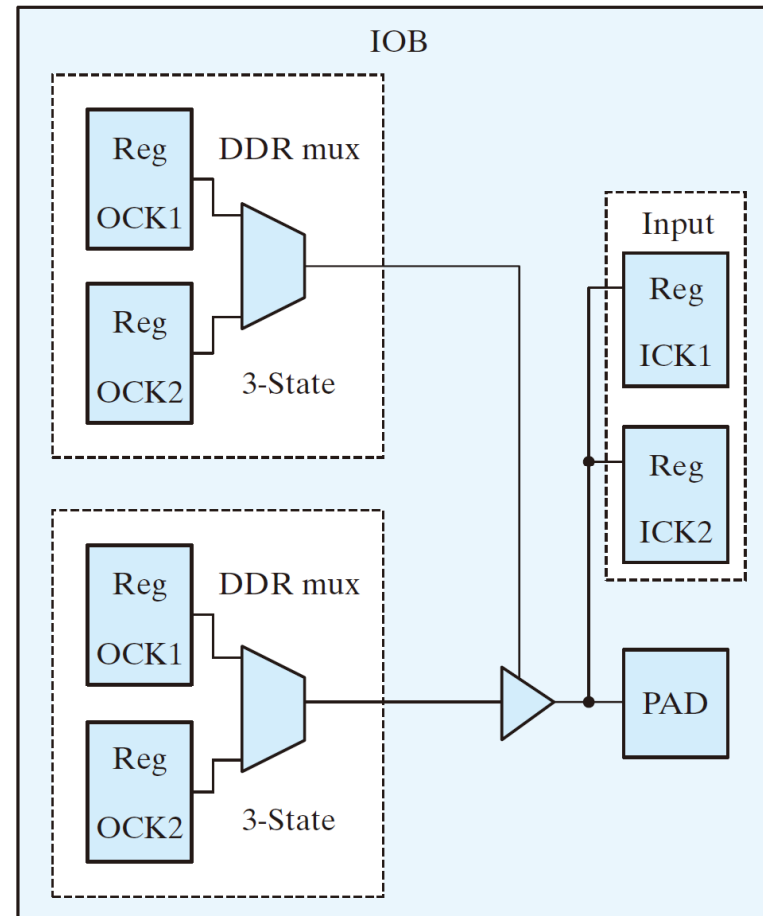 IOB
Reg
OCK1
DDR mux
Reg
OCK2
3-State
Input
Reg
ICK1
Reg
ICK2
Reg
OCK1
DDR mux
Reg
OCK2
3-State
PAD